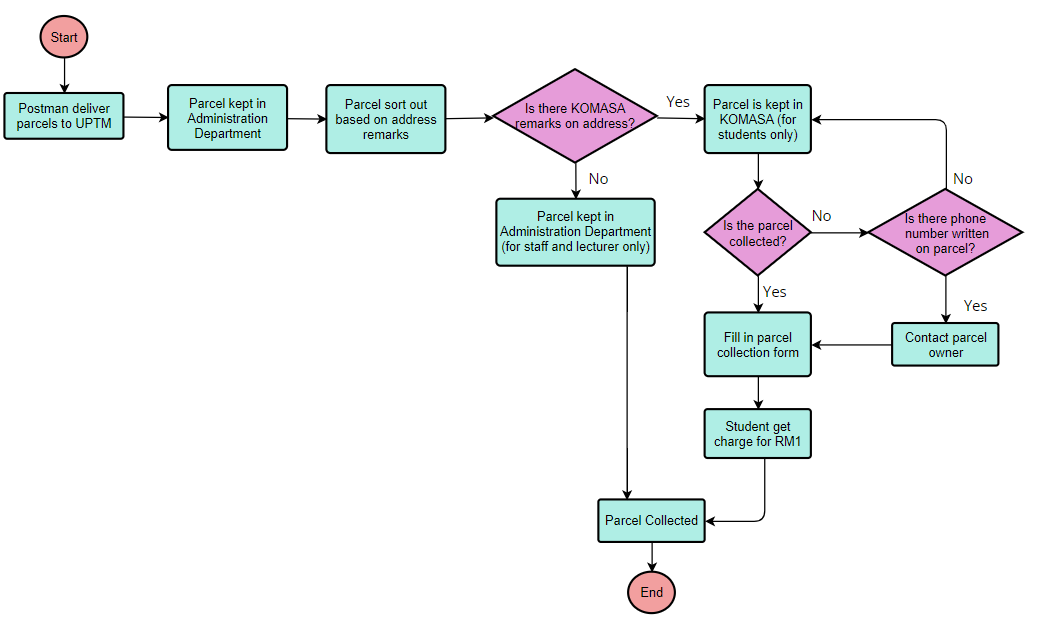 Start
Postman deliver
parcels to UPTM
Parcel kept in
Administration
Department
Parcel sort out
based on address
remarks
Is there KOMASA
remarks on address?
Yes
No
Parcel is kept in
KOMASA (for
students only)
Parcel kept in
Administration Department
(for staff and lecturer only)
Is the parcel
collected?
No
Yes
Is there phone
number written
on parcel?
No
Yes
Contact parcel
owner
Fill in parcel
collection form
Student get
charge for RM1
Parcel Collected
End